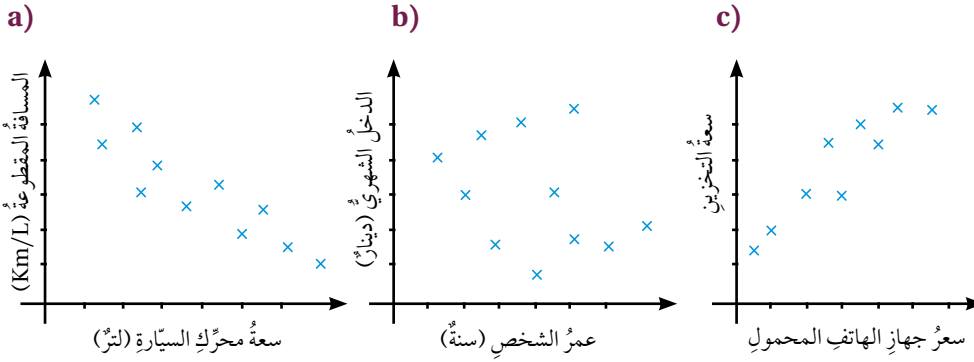 a)
المسافةُ المقطوعةُ (Km/L)
سعةُ محرِّكِ السيّارةِ (لترٌ)
b)
الدخلُ الشهريُّ (دينارٌ)
عمرُ الشخصِ (سنةٌ)
c)
سعةُ التخزينِ
سعرُ جهازِ الهاتفِ المحمولِ